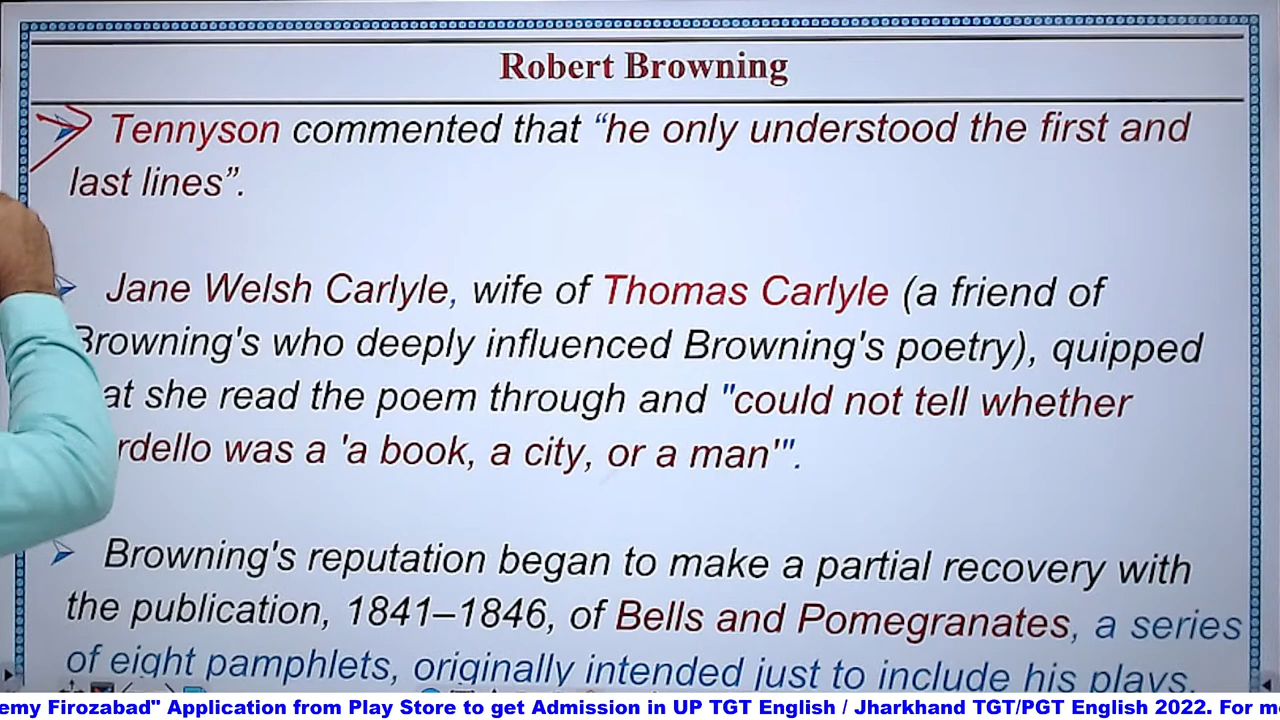 Robert Browning
Tennyson commented that “he only understood the first and
last lines”.
Jane Welsh Carlyle, wife of Thomas Carlyle (a friend of
Browning's who deeply influenced Browning's poetry), quipped
she read the poem through and "could not tell whether
was a 'a book, a city, or a man'".
Browning's reputation began to make a partial recovery with
the publication, 1841–1846, of Bells and Pomegranates, a series
of eight pamphlets, originally intended just to include his plays.
Firozabad" Application from Play Store to get Admission in UP TGT English / Jharkhand TGT/PGT English 2022. For